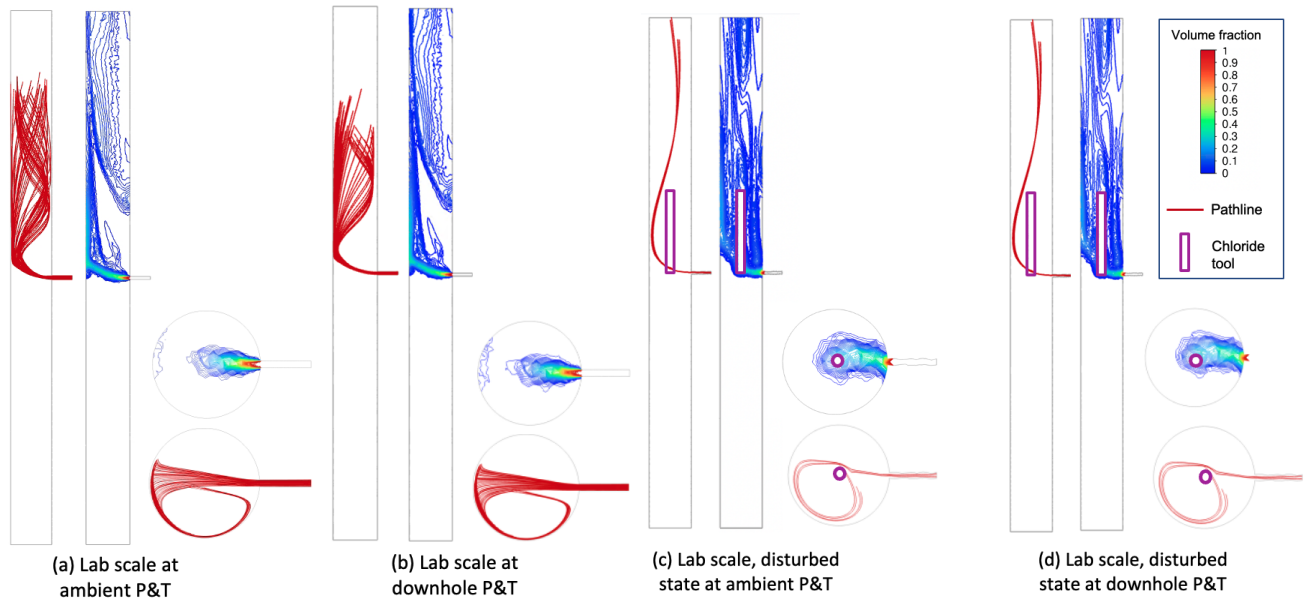 Volume fraction
1
0.9
0.8
0.7
0.6
0.5
0.4
0.3
0.2
0.1
0
Pathline
Chloride
tool
(a) Lab scale at
ambient P&T
(b) Lab scale at
downhole P&T
(c) Lab scale, disturbed
state at ambient P&T
(d) Lab scale, disturbed
state at downhole P&T